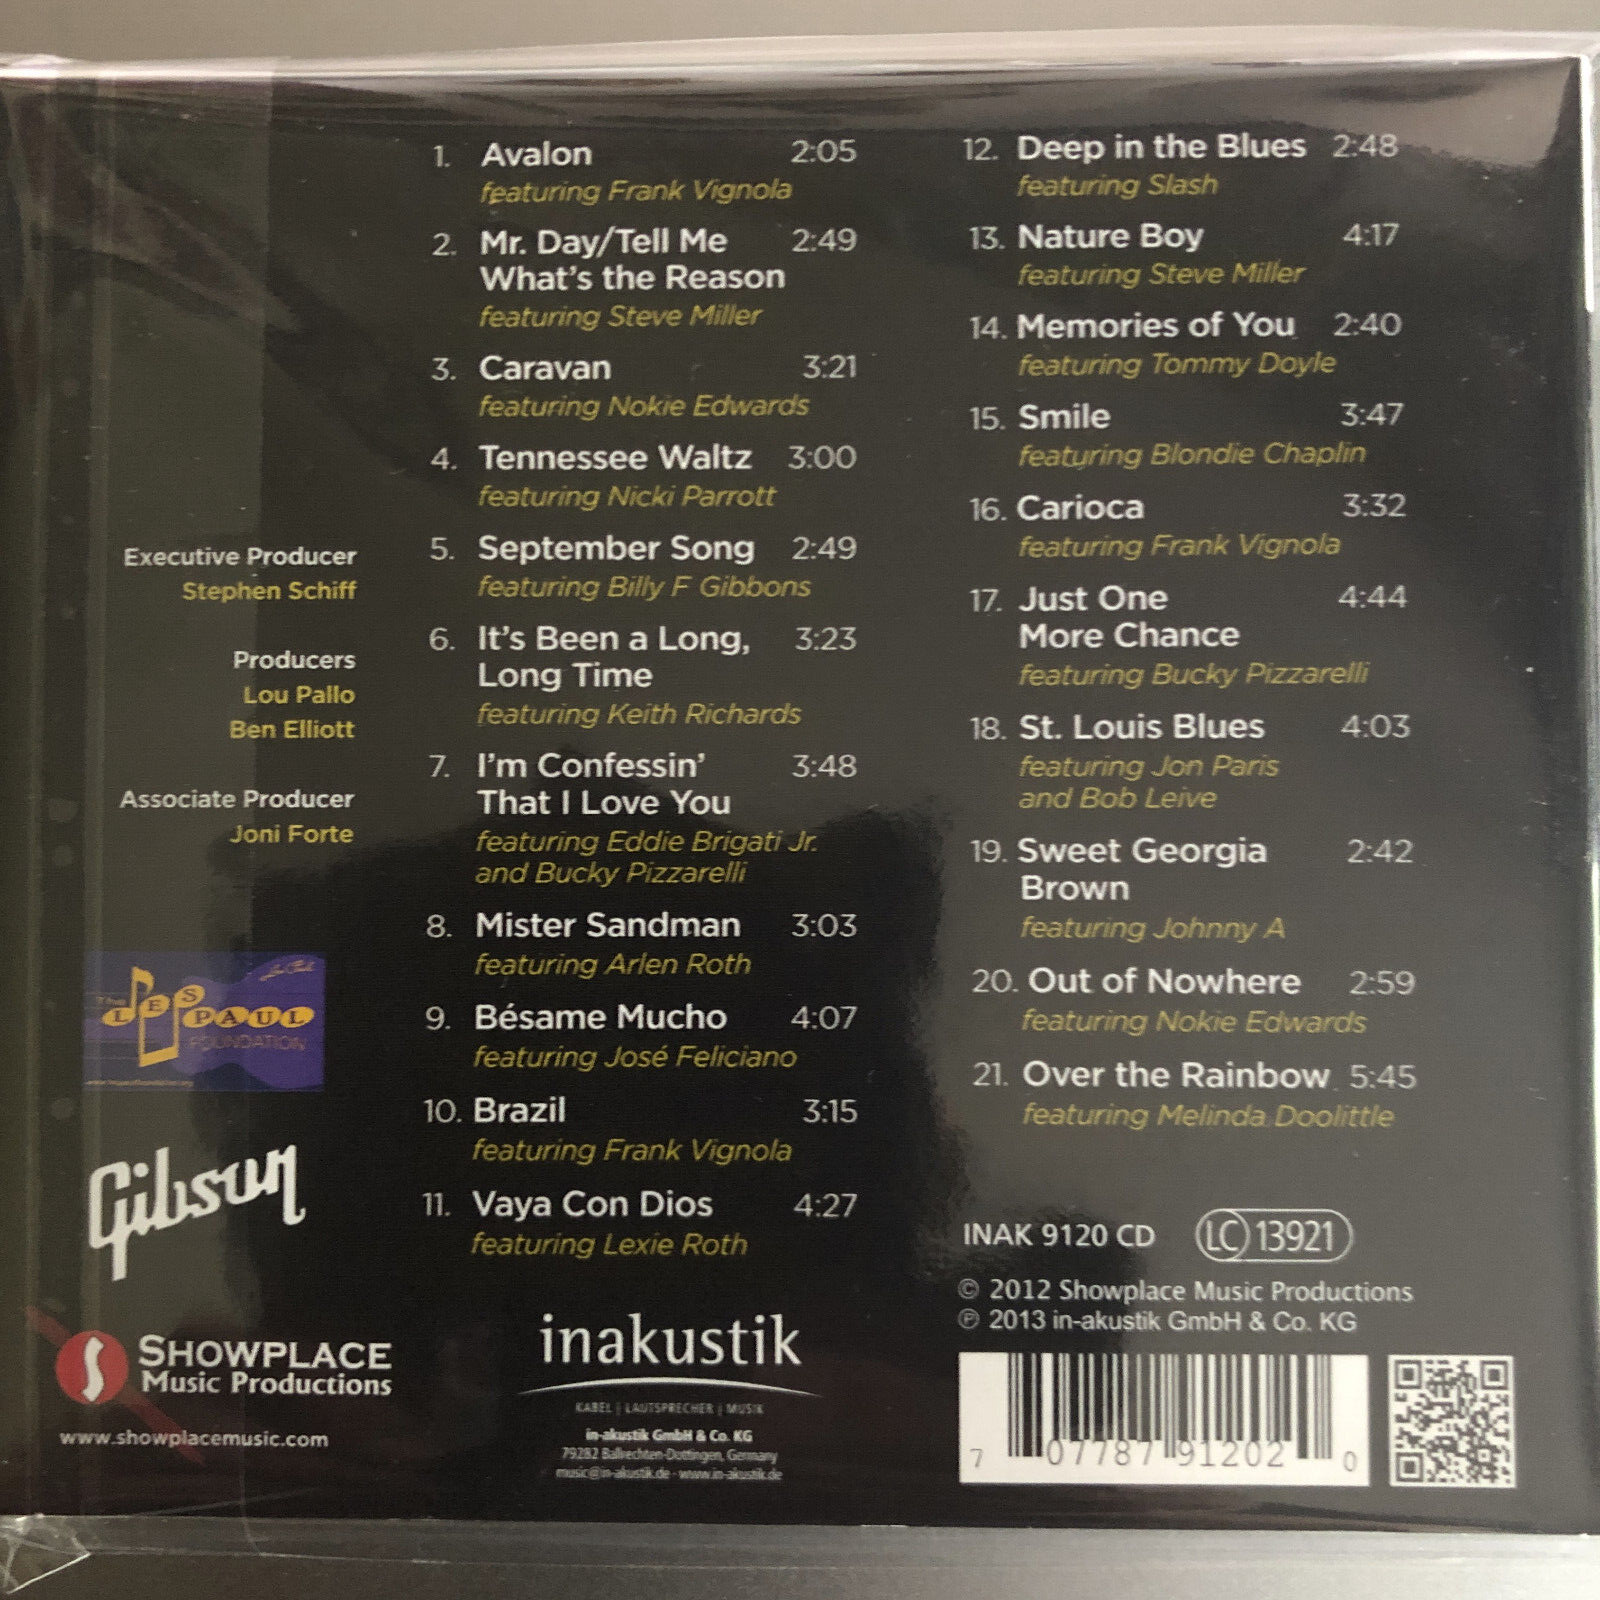 1. Avalon 2:05
featuring Frank Vignola
2. Mr. Day/Tell Me 2:49
What's the Reason
featuring Steve Miller
3. Caravan 3:21
featuring Nokie Edwards
4. Tennessee Waltz 3:00
featuring Nicki Parrott
5. September Song 2:49
featuring Billy F Gibbons
6. It's Been a Long, 3:23
Long Time
featuring Keith Richards
7. I'm Confessin' 3:48
That I Love You
featuring Eddie Brigati Jr.
and Bucky Pizzarelli
8. Mister Sandman 3:03
featuring Arlen Roth
9. Bésame Mucho 4:07
featuring José Feliciano
10. Brazil 3:15
featuring Frank Vignola
11. Vaya Con Dios 4:27
featuring Lexie Roth
12. Deep in the Blues 2:48
featuring Slash
13. Nature Boy 4:17
featuring Steve Miller
14. Memories of You 2:40
featuring Tommy Doyle
15. Smile 3:47
featuring Blondie Chaplin
16. Carioca 3:32
featuring Frank Vignola
17. Just One 4:44
More Chance
featuring Bucky Pizzarelli
18. St. Louis Blues 4:03
featuring Jon Paris
and Bob Leive
19. Sweet Georgia 2:42
Brown
featuring Johnny A
20. Out of Nowhere 2:59
featuring Nokie Edwards
21. Over the Rainbow 5:45
featuring Melinda Doolittle
Executive Producer
Stephen Schiff
Producers
Lou Pallo
Ben Elliott
Associate Producer
Joni Forte
THE LES
PAUL
FOUNDATION
Gibson
SHOWPLACE
Music Productions
www.showplacemusic.com
inakustik
KABEL | LAUTSPRECHER | MUSIK
in-akustik GmbH & Co. KG
79282 Ballrechten-Dottingen, Germany
music@in-akustik.de · www.in-akustik.de
INAK 9120 CD LC 13921
© 2012 Showplace Music Productions
℗ 2013 in-akustik GmbH & Co. KG
7 07787 91202 0